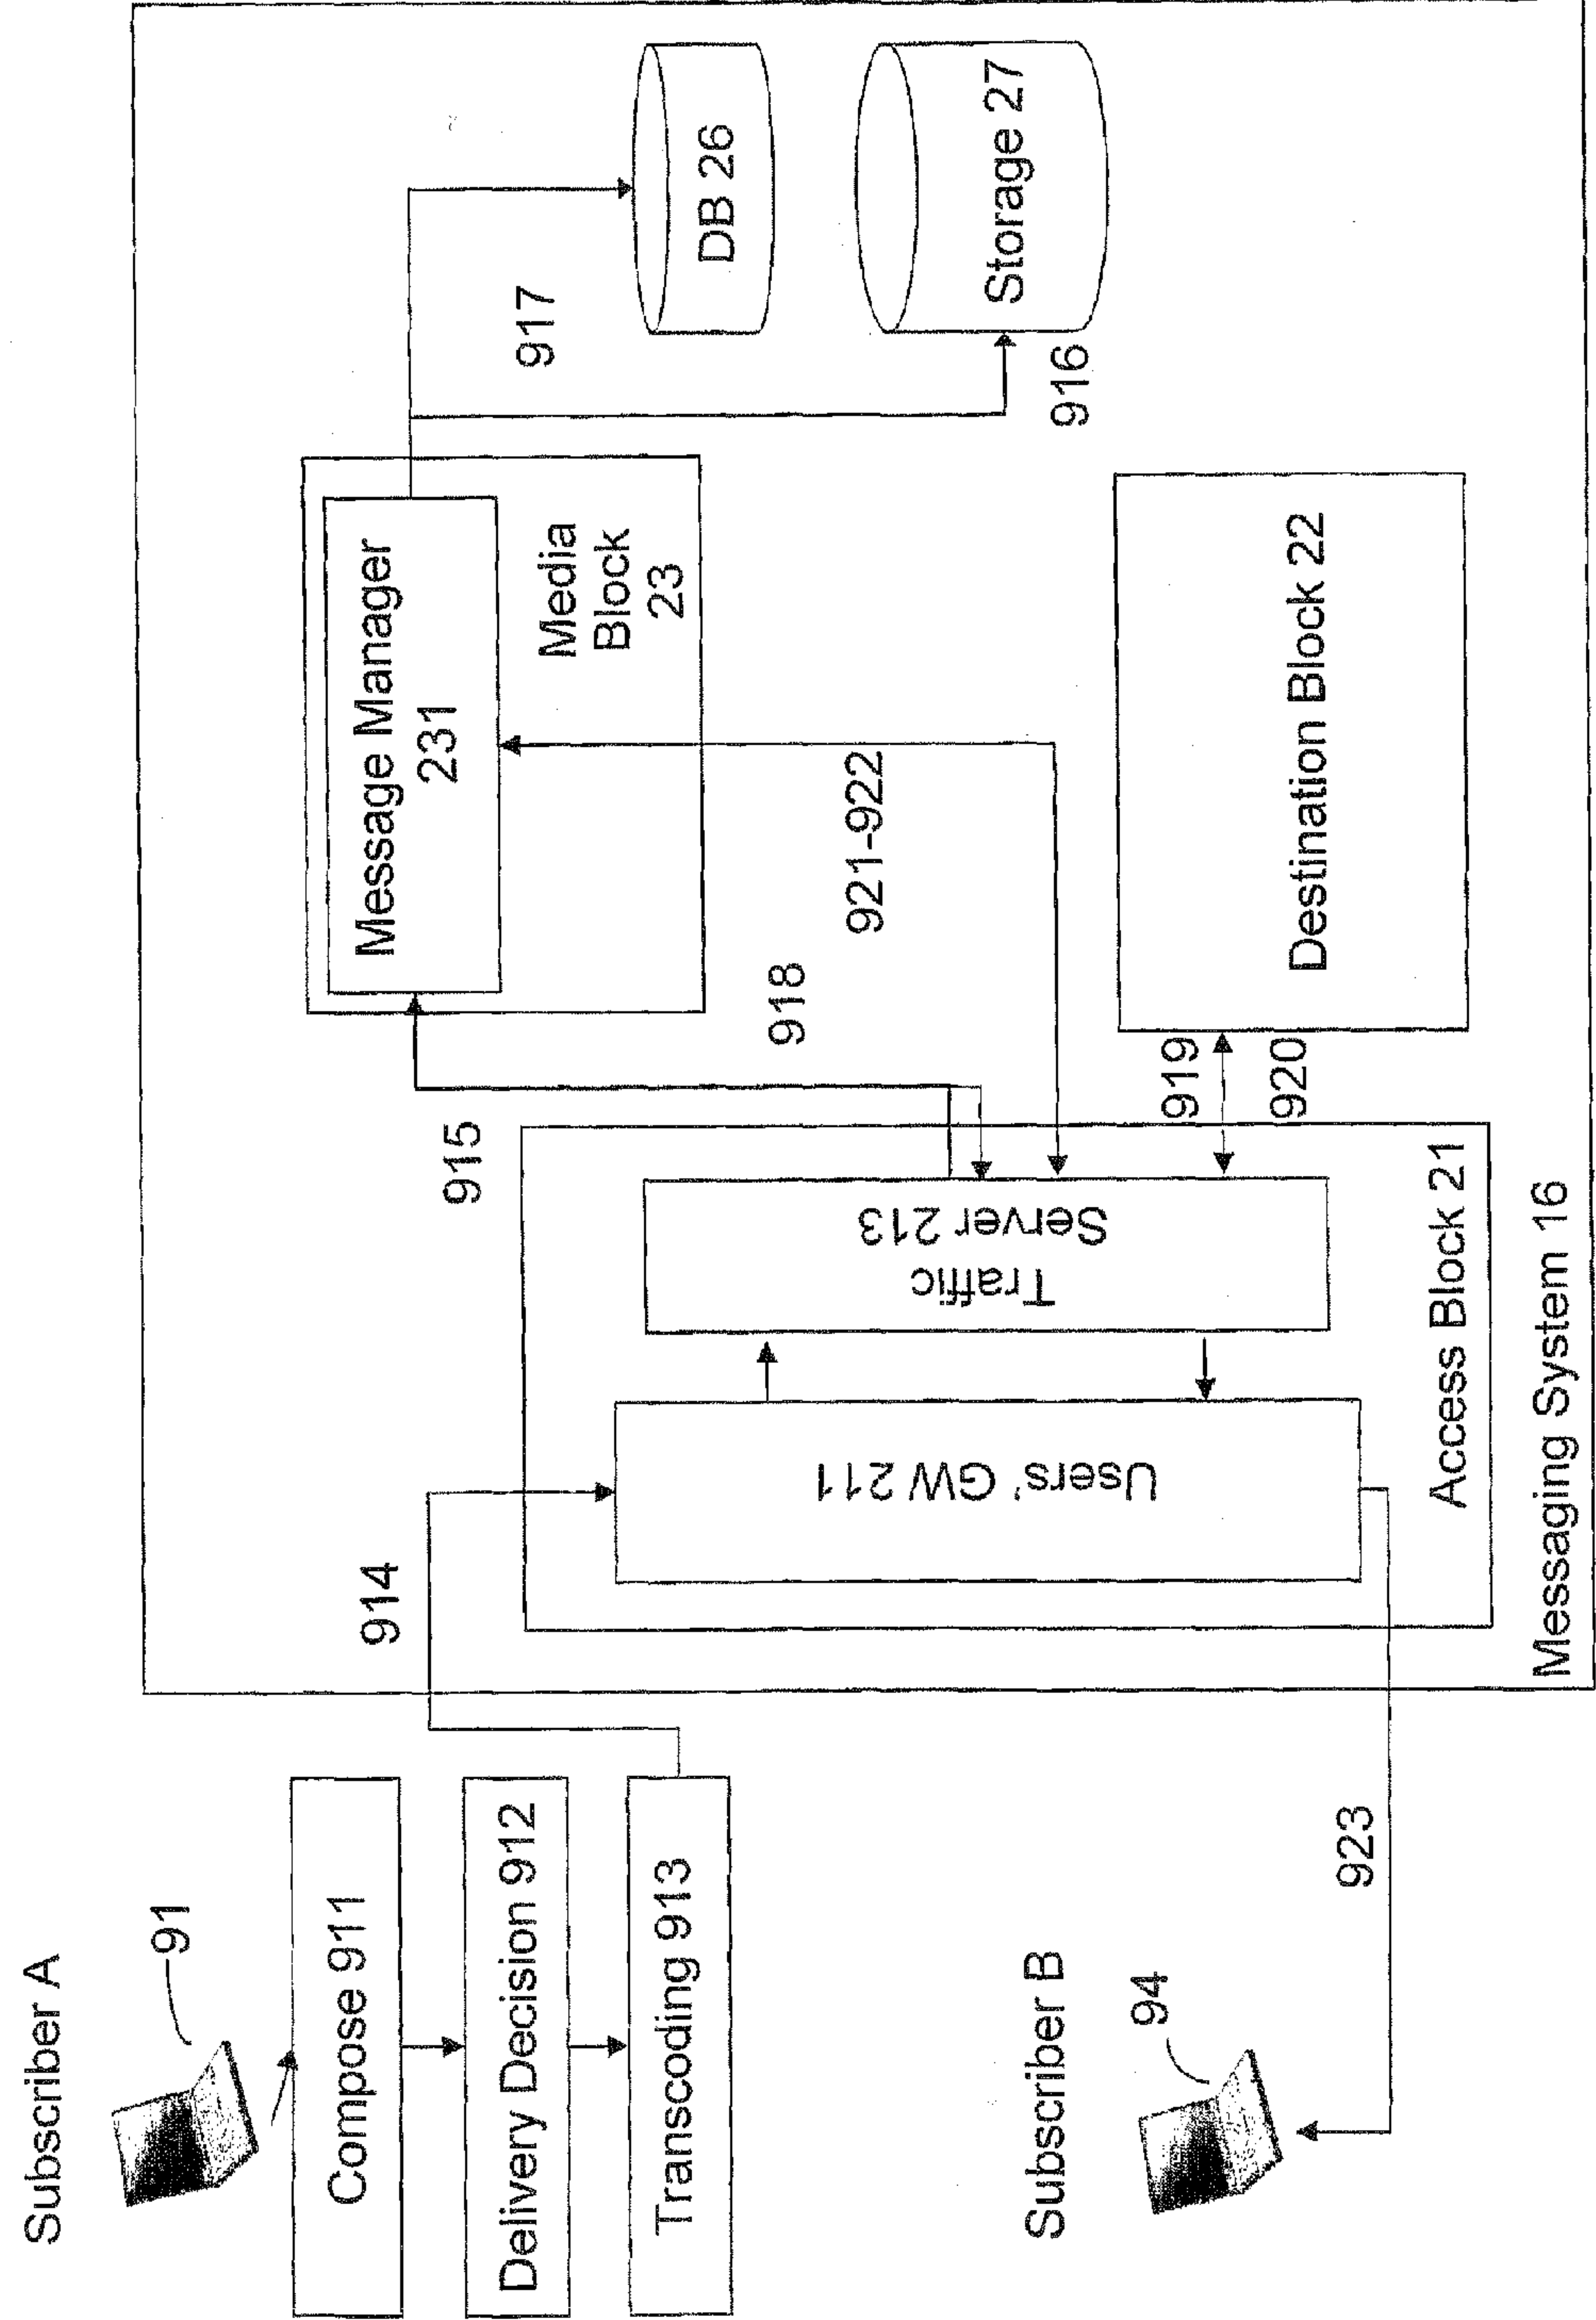 Subscriber A
91
Compose 911
Delivery Decision 912
Transcoding 913
914
Users' GW 211
Traffic
Server 213
Access Block 21
915
918
921-922
919
920
Message Manager
231
Media
Block
23
917
916
DB 26
Storage 27
Destination Block 22
Messaging System 16
Subscriber B
94
923